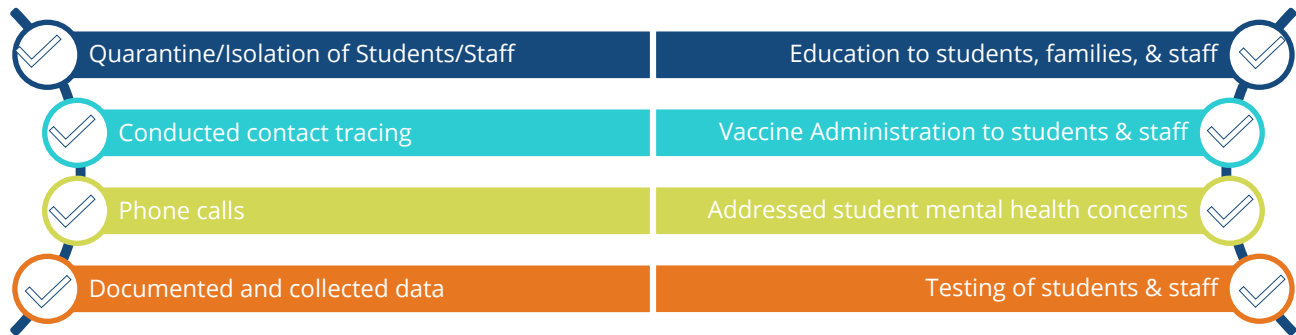 Quarantine/Isolation of Students/Staff
Education to students, families, & staff
Conducted contact tracing
Vaccine Administration to students & staff
Phone calls
Addressed student mental health concerns
Documented and collected data
Testing of students & staff